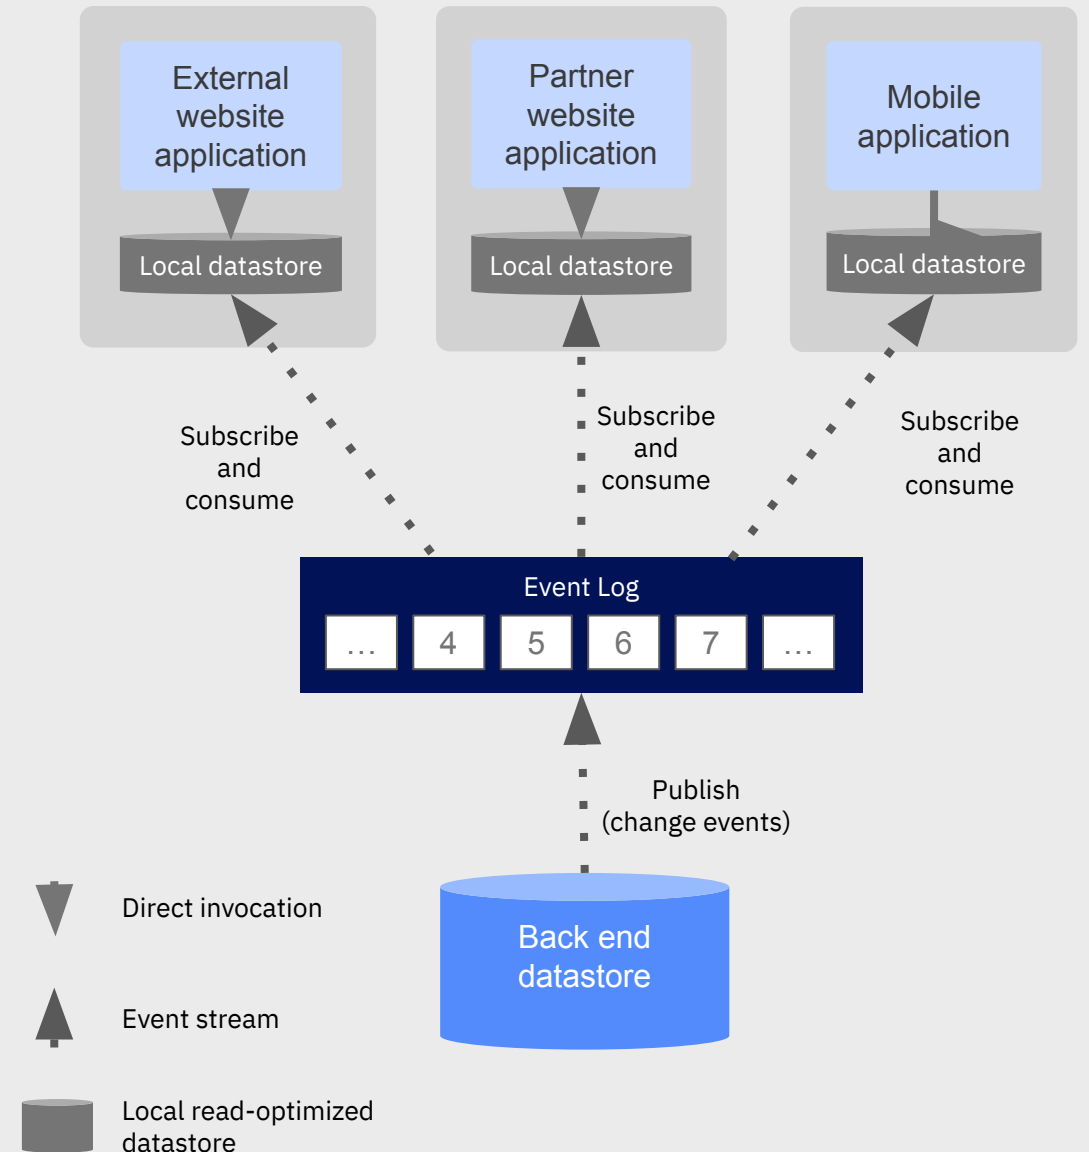 External
website
application
Local datastore
Partner
website
application
Local datastore
Mobile
application
Local datastore
Subscribe
and
consume
Subscribe
and
consume
Subscribe
and
consume
Event Log
... 4 5 6 7 ...
Publish
(change events)
Back end
datastore
Direct invocation
Event stream
Local read-optimized
datastore